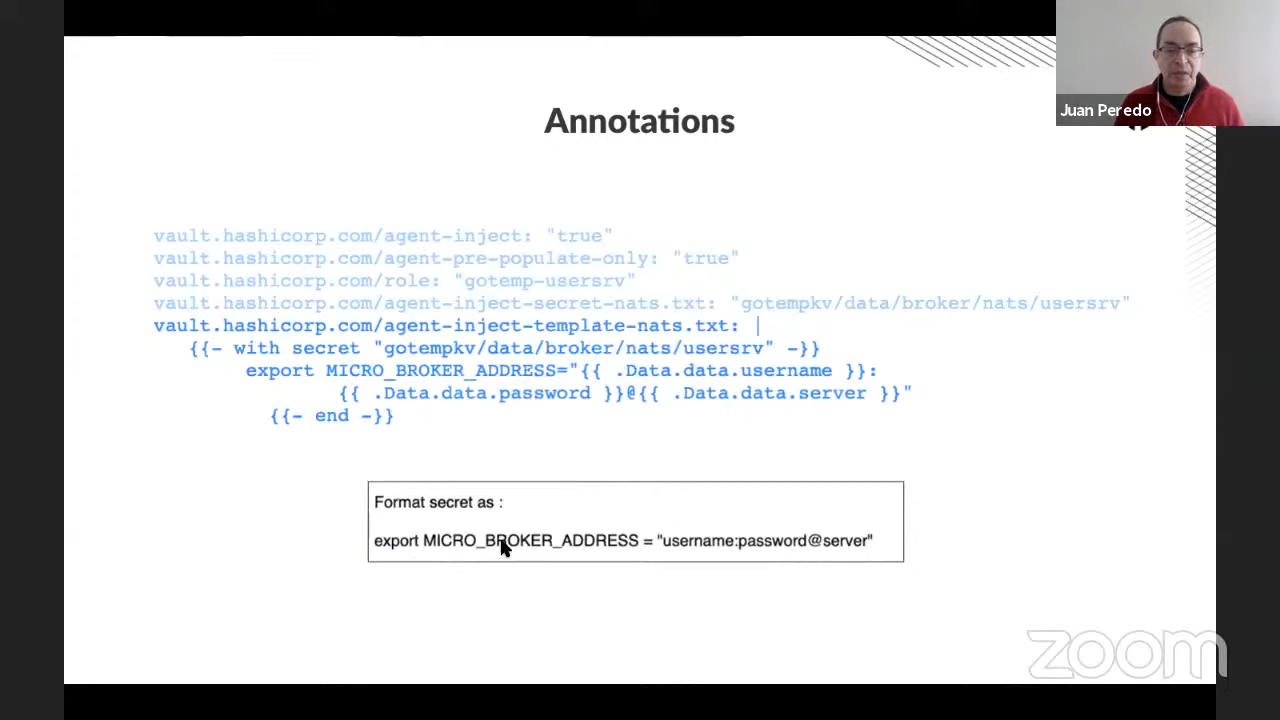 Juan Peredo
Annotations
vault.hashicorp.com/agent-inject: "true"
vault.hashicorp.com/agent-pre-populate-only: "true"
vault.hashicorp.com/role: "gotemp-usersrv"
vault.hashicorp.com/agent-inject-secret-nats.txt: "gotempkv/data/broker/nats/usersrv"
vault.hashicorp.com/agent-inject-template-nats.txt: |
{{- with secret "gotempkv/data/broker/nats/usersrv" -}}
export MICRO_BROKER_ADDRESS="{{ .Data.data.username }}:
{{ .Data.data.password }}@{{ .Data.data.server }}"
{{- end -}}
Format secret as :
export MICRO_BROKER_ADDRESS = "username:password@server"
zoom